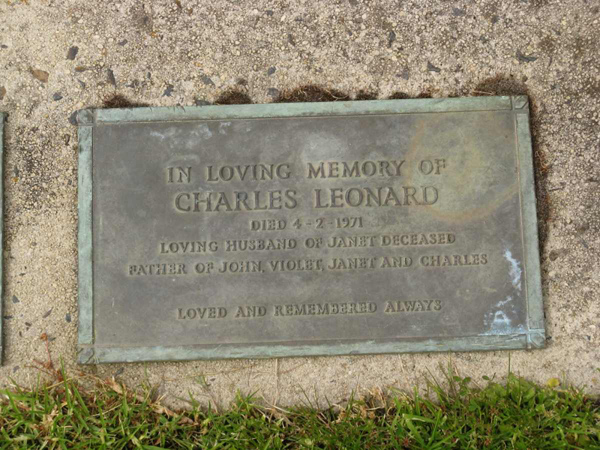 IN LOVING MEMORY OF
CHARLES LEONARD
DIED 4-2-1971
LOVING HUSBAND OF JANET DECEASED
FATHER OF JOHN, VIOLET, JANET AND CHARLES
LOVED AND REMEMBERED ALWAYS